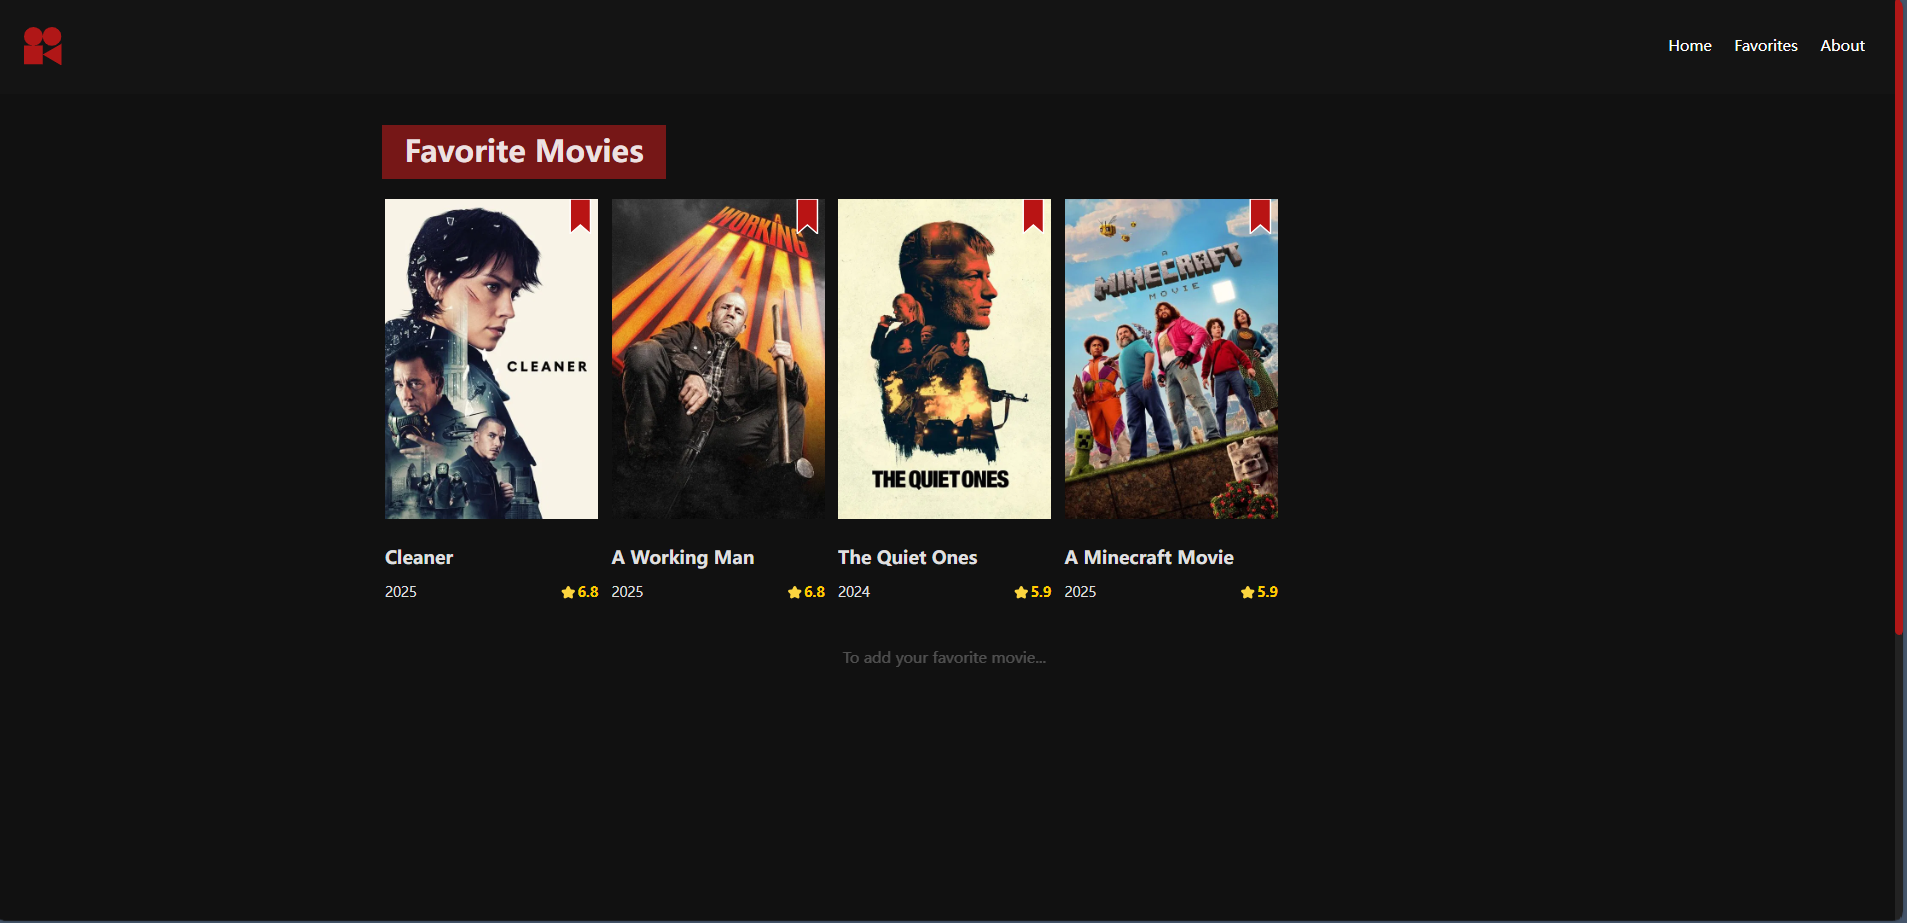 Home Favorites About
Favorite Movies
CLEANER
A
WORKING
MAN
THE QUIET ONES
A
MINECRAFT
MOVIE
Cleaner
2025 6.8
A Working Man
2025 6.8
The Quiet Ones
2024 5.9
A Minecraft Movie
2025 5.9
To add your favorite movie...